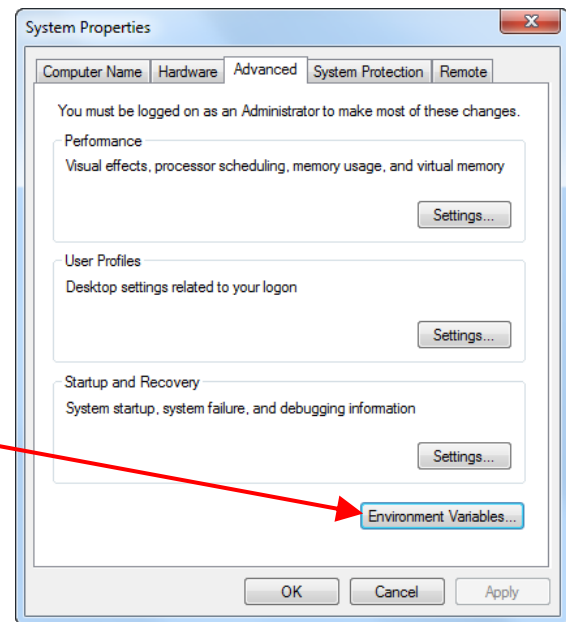 System Properties
Computer Name Hardware Advanced System Protection Remote
You must be logged on as an Administrator to make most of these changes.
Performance
Visual effects, processor scheduling, memory usage, and virtual memory
Settings...
User Profiles
Desktop settings related to your logon
Settings...
Startup and Recovery
System startup, system failure, and debugging information
Settings...
Environment Variables...
OK Cancel Apply